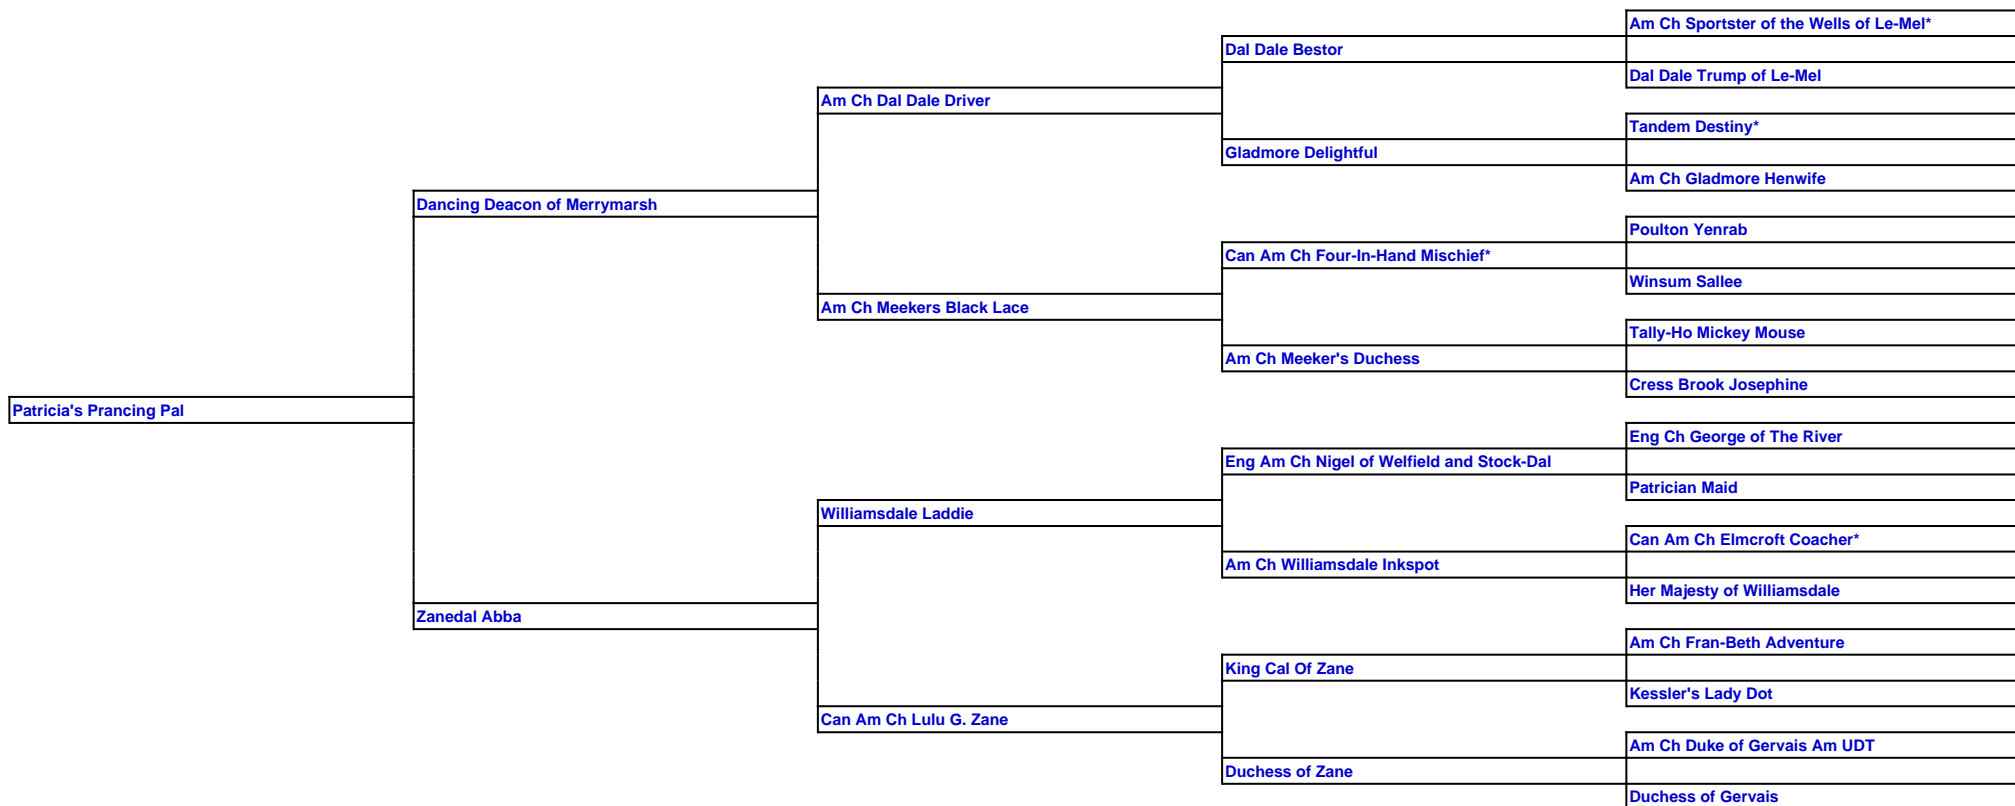 Am Ch Sportster of the Wells of Le-Mel*
Dal Dale Bestor
Dal Dale Trump of Le-Mel
Am Ch Dal Dale Driver
Tandem Destiny*
Gladmore Delightful
Am Ch Gladmore Henwife
Dancing Deacon of Merrymarsh
Poulton Yenrab
Can Am Ch Four-In-Hand Mischief*
Winsum Sallee
Am Ch Meekers Black Lace
Tally-Ho Mickey Mouse
Am Ch Meeker's Duchess
Cress Brook Josephine
Patricia's Prancing Pal
Eng Ch George of The River
Eng Am Ch Nigel of Welfield and Stock-Dal
Patrician Maid
Williamsdale Laddie
Can Am Ch Elmcroft Coacher*
Am Ch Williamsdale Inkspot
Her Majesty of Williamsdale
Zanedal Abba
Am Ch Fran-Beth Adventure
King Cal Of Zane
Kessler's Lady Dot
Can Am Ch Lulu G. Zane
Am Ch Duke of Gervais Am UDT
Duchess of Zane
Duchess of Gervais